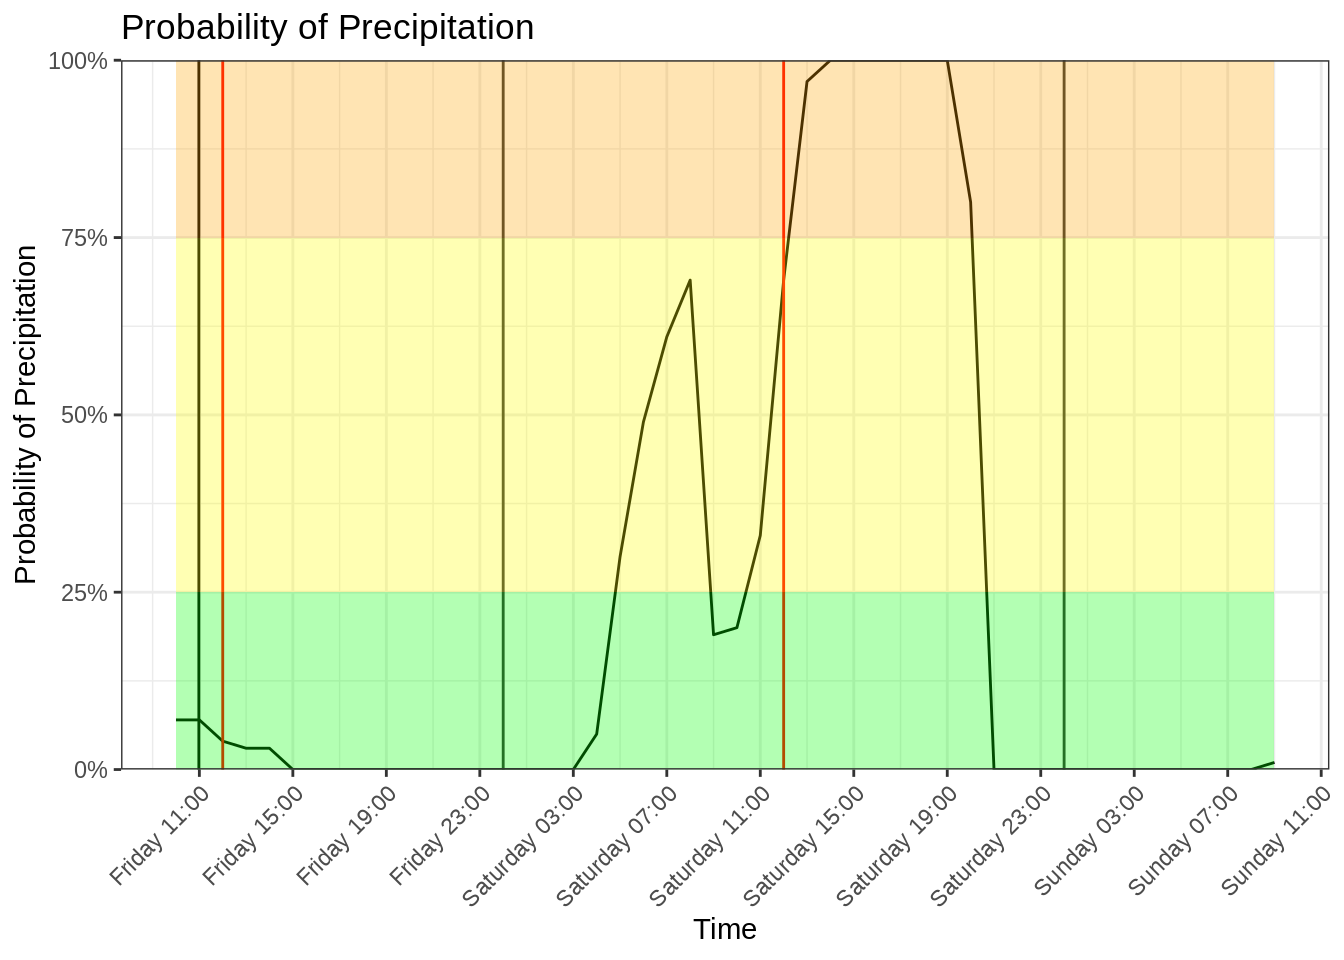 Probability of Precipitation
Probability of Precipitation
100%
75%
50%
25%
0%
Friday 11:00
Friday 15:00
Friday 19:00
Friday 23:00
Saturday 03:00
Saturday 07:00
Saturday 11:00
Saturday 15:00
Saturday 19:00
Saturday 23:00
Sunday 03:00
Sunday 07:00
Sunday 11:00
Time